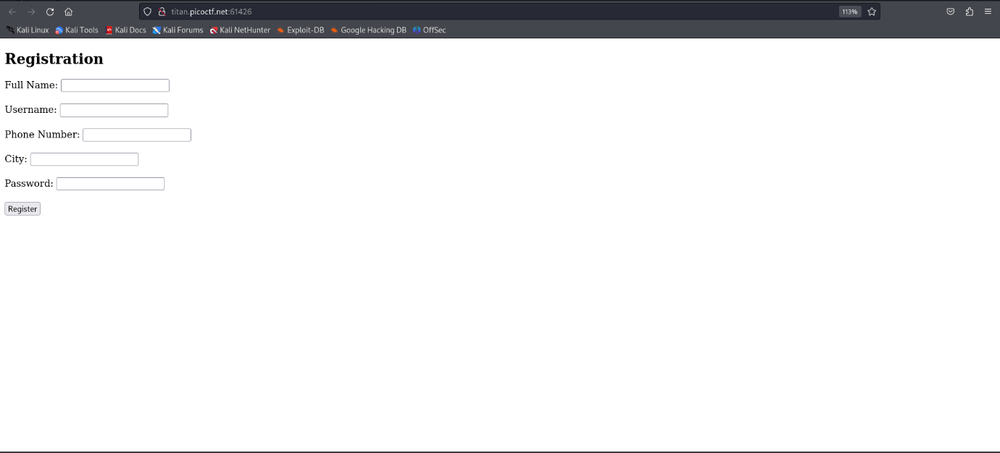 titan.picoctf.net:61426 113%
Kali Linux Kali Tools Kali Docs Kali Forums Kali NetHunter Exploit-DB Google Hacking DB OffSec
Registration
Full Name:
Username:
Phone Number:
City:
Password:
Register